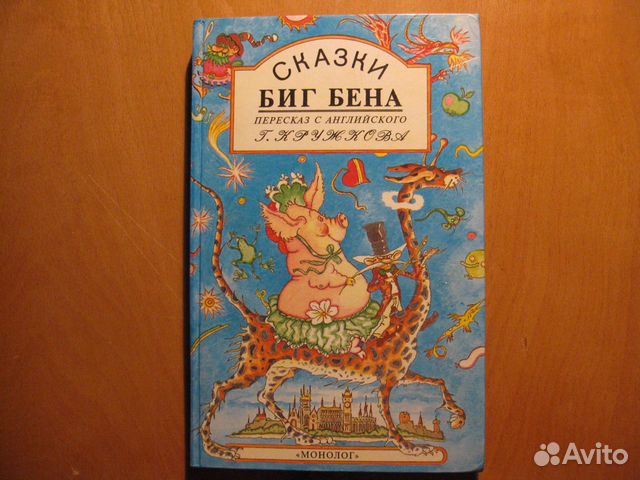 СКАЗКИ
БИГ БЕНА
ПЕРЕСКАЗ С АНГЛИЙСКОГО
Г. КРУЖКОВА
«МОНОЛОГ»
Avito